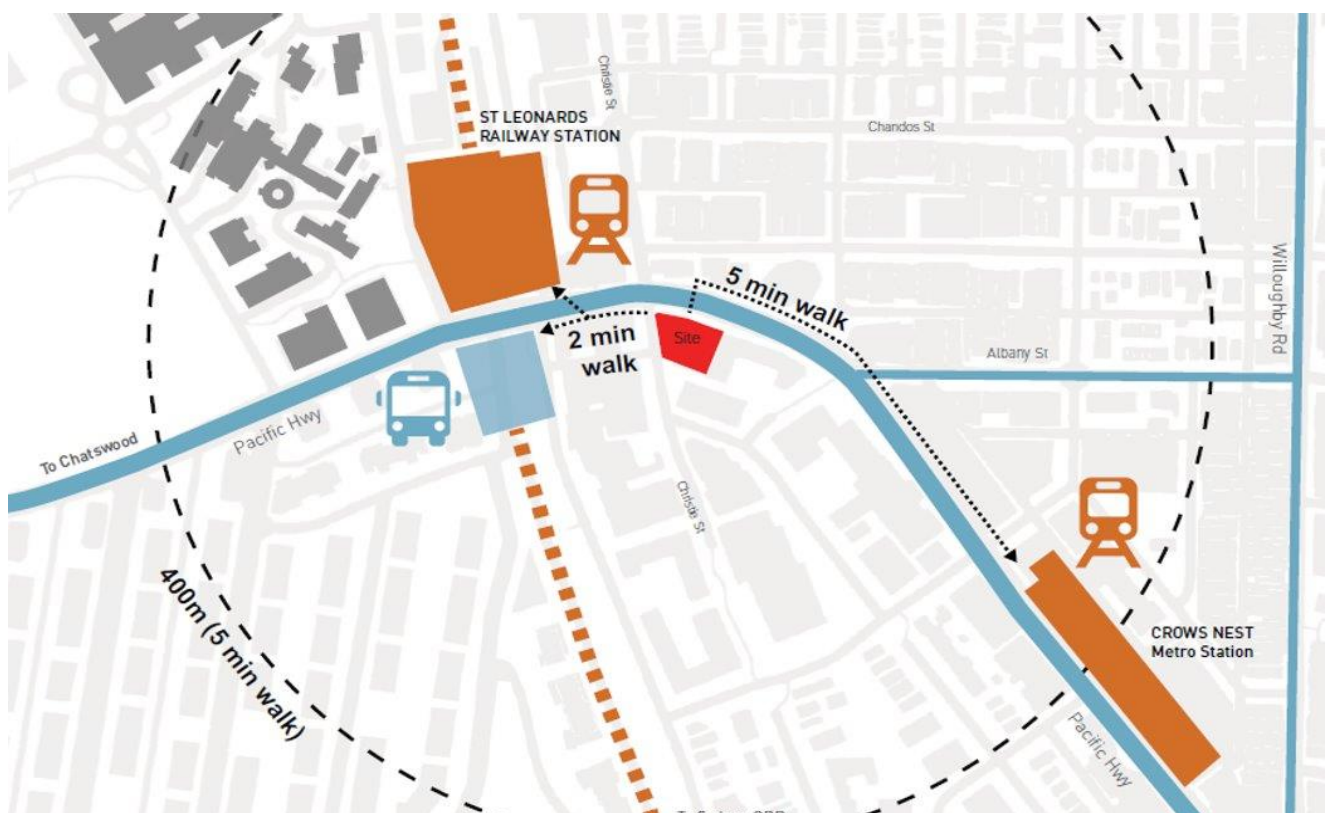 Christie St
ST LEONARDS
RAILWAY STATION
Chandos St
Willoughby Rd
5 min walk
2 min
walk
Site
Albany St
Pacific Hwy
To Chatswood
Christie St
400m (5 min walk)
CROWS NEST
Metro Station
Pacific Hwy